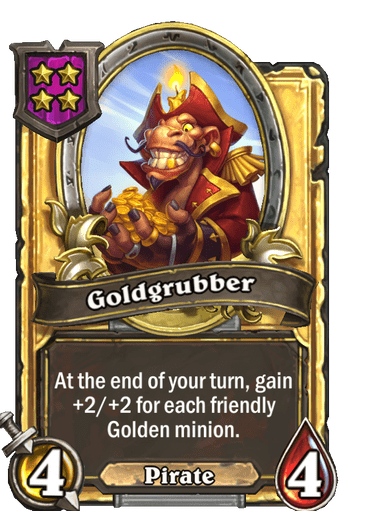 Goldgrubber
At the end of your turn, gain
+2/+2 for each friendly
Golden minion.
4
Pirate
4